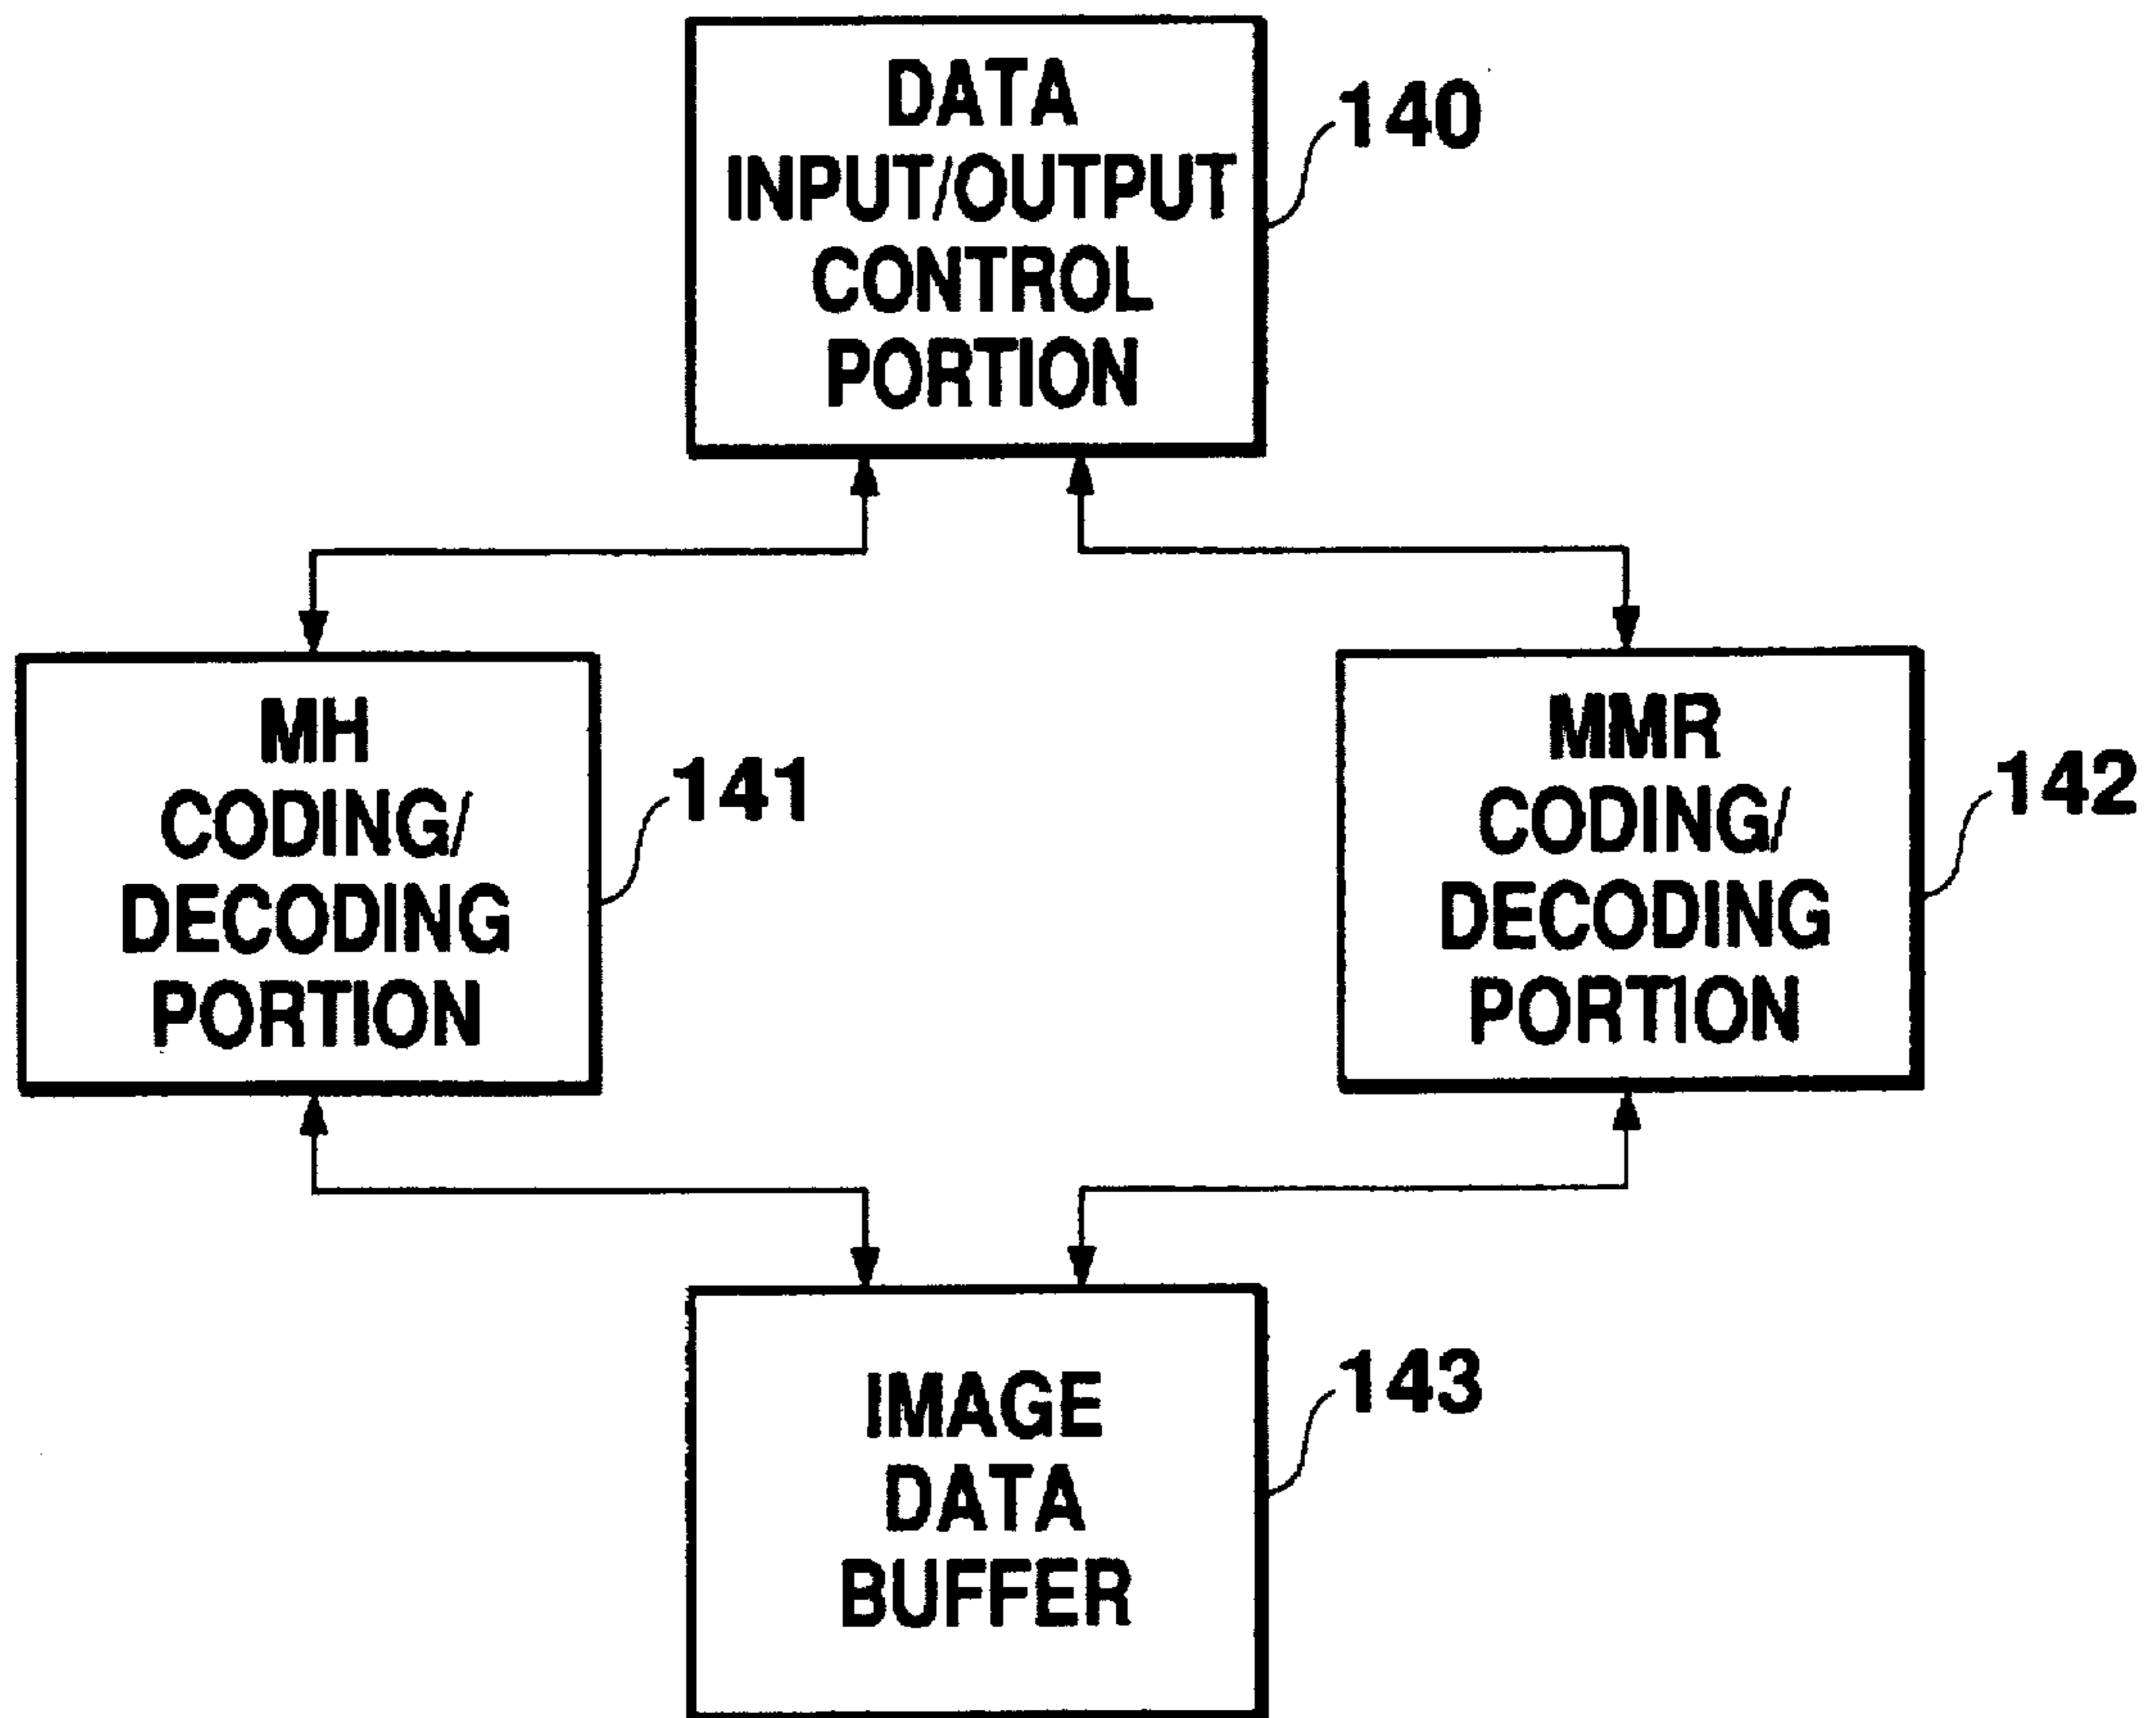 DATA
INPUT/OUTPUT
CONTROL
PORTION
140
MH
CODING/
DECODING
PORTION
141
MMR
CODING/
DECODING
PORTION
142
IMAGE
DATA
BUFFER
143